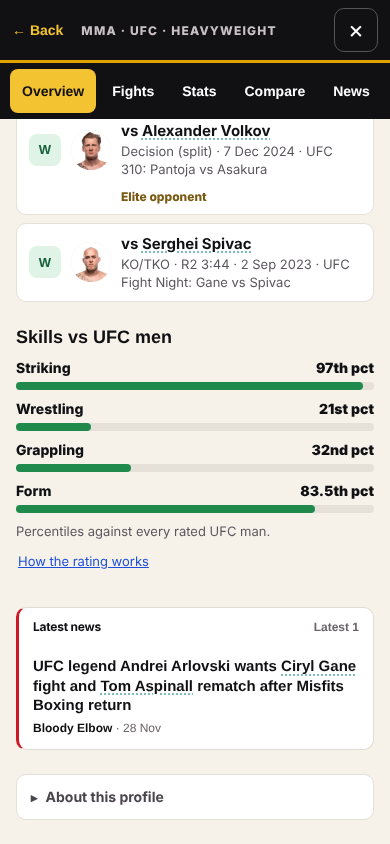 ← Back MMA · UFC · HEAVYWEIGHT ×
Overview Fights Stats Compare News
W
vs Alexander Volkov
Decision (split) · 7 Dec 2024 · UFC
310: Pantoja vs Asakura
Elite opponent
W
vs Serghei Spivac
KO/TKO · R2 3:44 · 2 Sep 2023 · UFC
Fight Night: Gane vs Spivac
Skills vs UFC men
Striking 97th pct
Wrestling 21st pct
Grappling 32nd pct
Form 83.5th pct
Percentiles against every rated UFC man.
How the rating works
Latest news Latest 1
UFC legend Andrei Arlovski wants Ciryl Gane
fight and Tom Aspinall rematch after Misfits
Boxing return
Bloody Elbow · 28 Nov
▸ About this profile